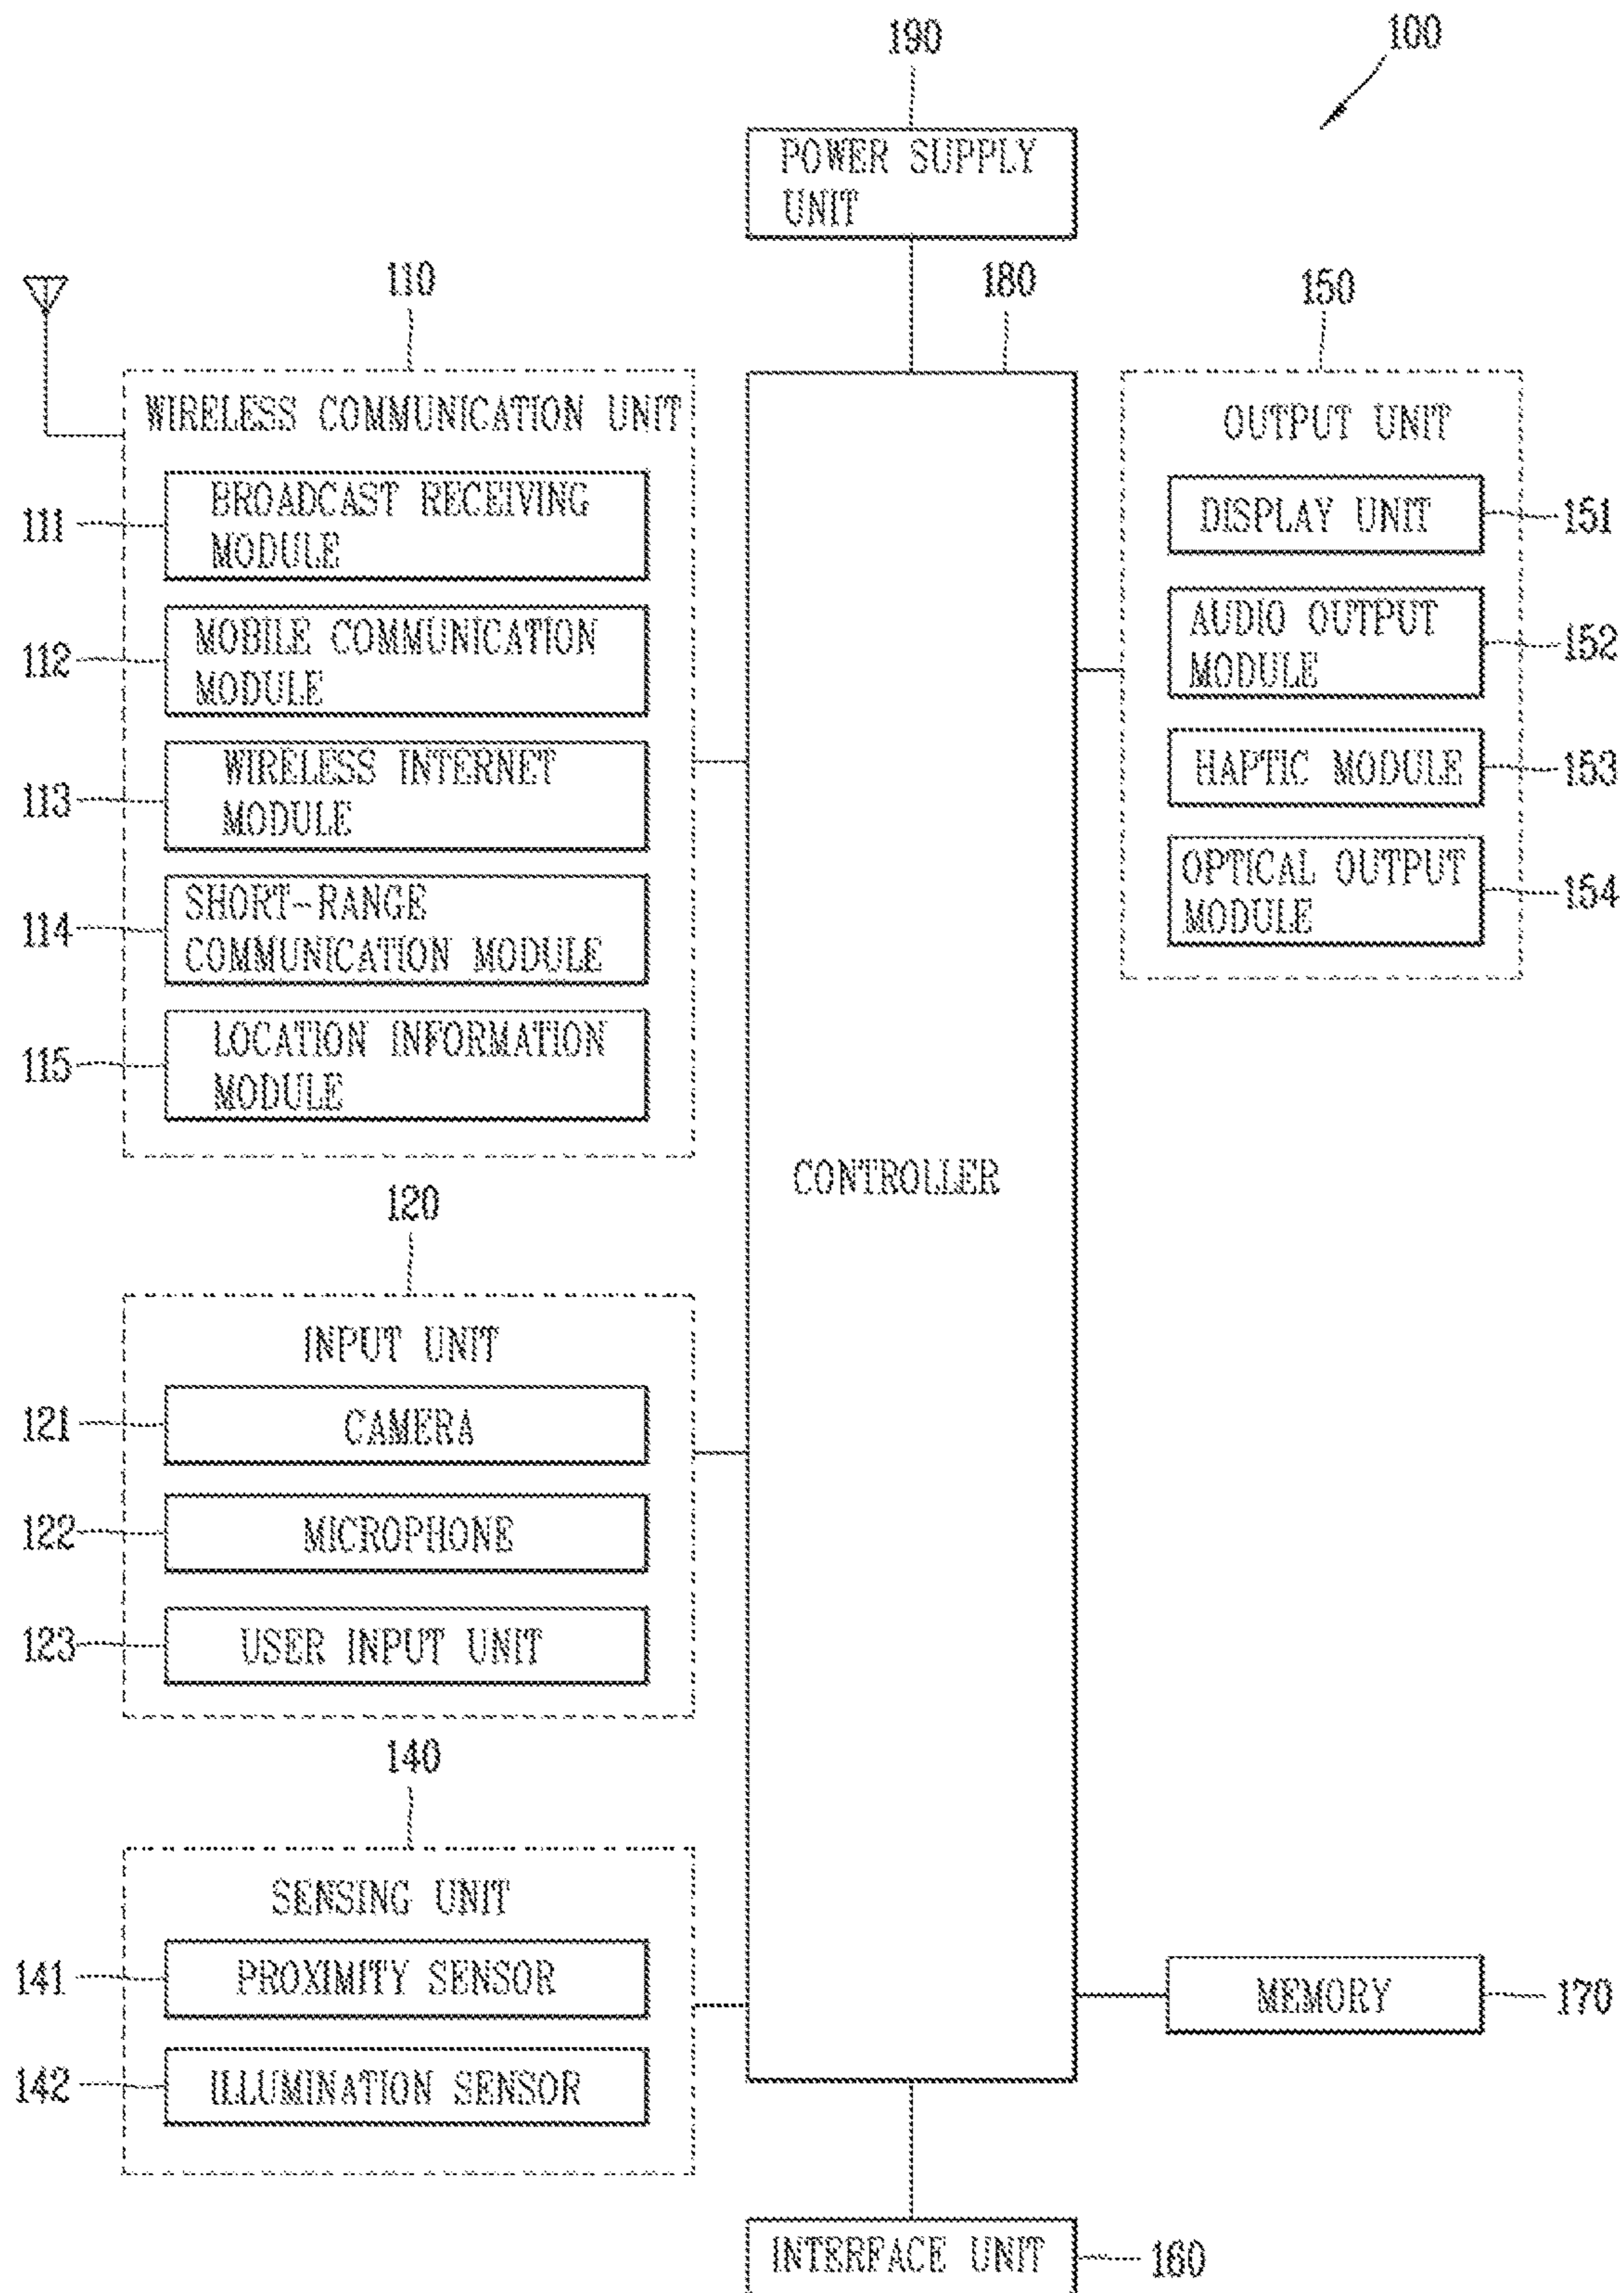 190
100
POWER SUPPLY
UNIT
110
180
150
WIRELESS COMMUNICATION UNIT
111
BROADCAST RECEIVING
MODULE
112
MOBILE COMMUNICATION
MODULE
113
WIRELESS INTERNET
MODULE
114
SHORT-RANGE
COMMUNICATION MODULE
115
LOCATION INFORMATION
MODULE
OUTPUT UNIT
DISPLAY UNIT
151
AUDIO OUTPUT
MODULE
152
HAPTIC MODULE
153
OPTICAL OUTPUT
MODULE
154
CONTROLLER
120
INPUT UNIT
121
CAMERA
122
MICROPHONE
123
USER INPUT UNIT
140
SENSING UNIT
141
PROXIMITY SENSOR
142
ILLUMINATION SENSOR
MEMORY
170
INTERFACE UNIT
160